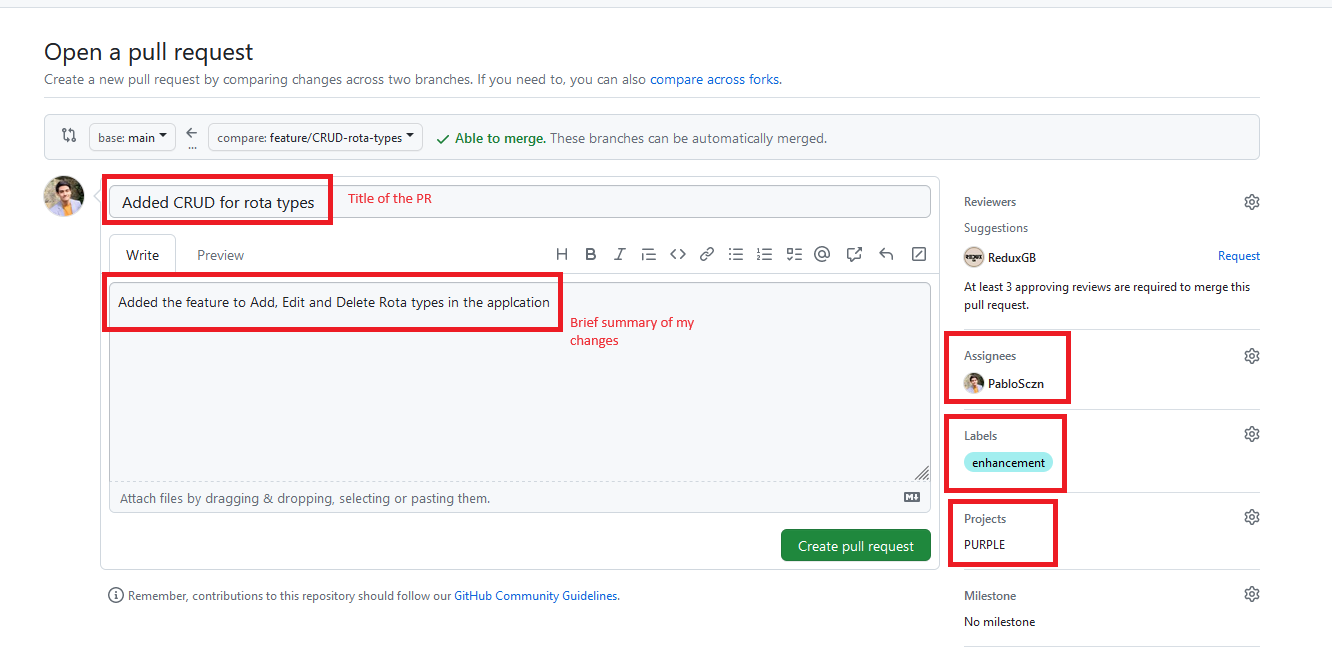 Open a pull request
Create a new pull request by comparing changes across two branches. If you need to, you can also compare across forks.
base: main
...
compare: feature/CRUD-rota-types
Able to merge. These branches can be automatically merged.
Added CRUD for rota types
Title of the PR
Write
Preview
Added the feature to Add, Edit and Delete Rota types in the applcation
Brief summary of my
changes
Attach files by dragging & dropping, selecting or pasting them.
Create pull request
Remember, contributions to this repository should follow our GitHub Community Guidelines.
Reviewers
Suggestions
ReduxGB
Request
At least 3 approving reviews are required to merge this
pull request.
Assignees
PabloSczn
Labels
enhancement
Projects
PURPLE
Milestone
No milestone